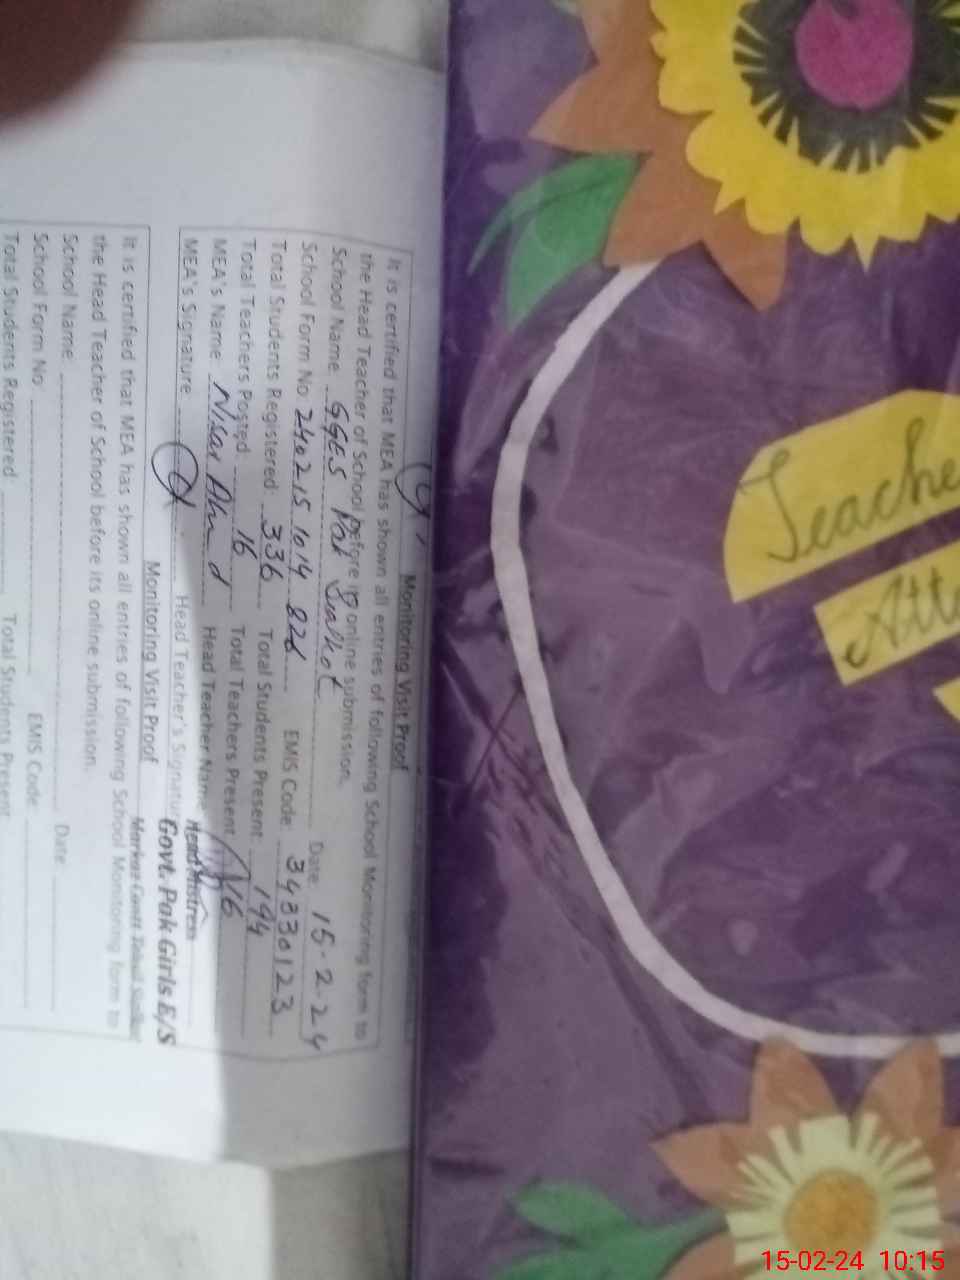 Monitoring Visit Proof
It is certified that MEA has shown all entries of following School Monitoring form to
the Head Teacher of School before its online submission.
School Name: GGES Pak Sialkot Date: 15-2-24
School Form No: 2402151014826 EMIS Code: 34330123
Total Students Registered: 336 Total Students Present: 194
Total Teachers Posted: 16 Total Teachers Present: 16
MEA's Name: Nisar Ahmad Head Teacher Name:
MEA's Signature: Head Teacher's Signature
Head Mistress
Govt. Pak Girls E/S
Monitoring Visit Proof
It is certified that MEA has shown all entries of following School Monitoring form to
the Head Teacher of School before its online submission.
School Name: Date:
School Form No: EMIS Code:
Total Students Registered: Total Students Present:
Teache
Att
15-02-24 10:15